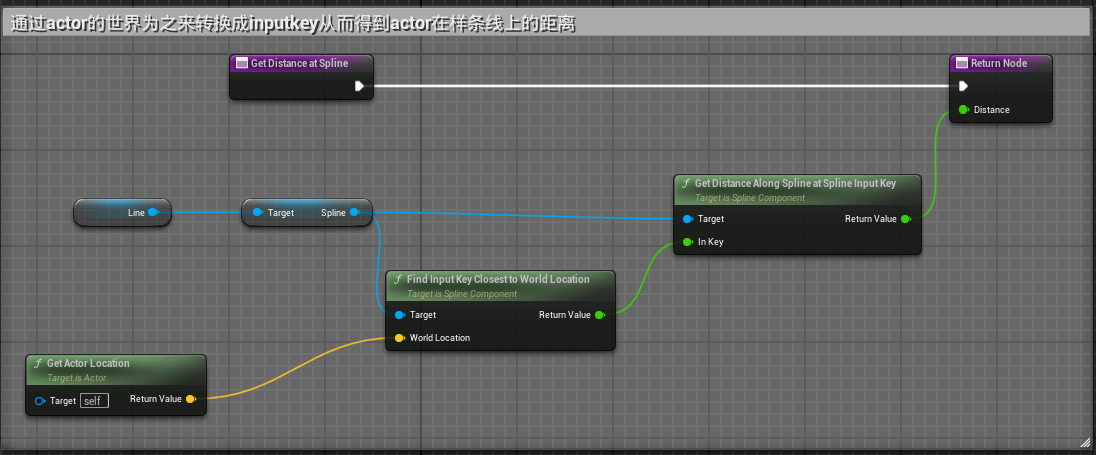 通过actor的世界为之来转换成inputkey从而得到actor在样条线上的距离
Get Distance at Spline
Return Node
Distance
Line
Target Spline
Get Distance Along Spline at Spline Input Key
Target is Spline Component
Target Return Value
In Key
Find Input Key Closest to World Location
Target is Spline Component
Target Return Value
World Location
Get Actor Location
Target is Actor
Target self Return Value